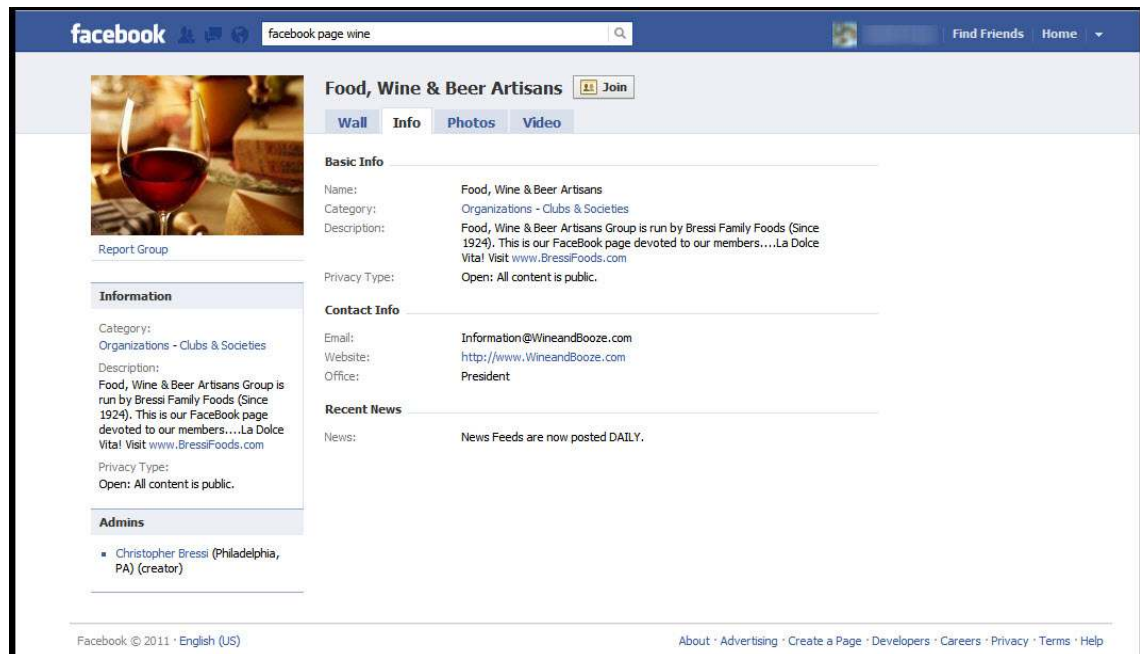 facebook
facebook page wine
Find Friends
Home
Food, Wine & Beer Artisans
Join
Wall
Info
Photos
Video
Report Group
Information
Category:
Organizations - Clubs & Societies
Description:
Food, Wine & Beer Artisans Group is
run by Bressi Family Foods (Since
1924). This is our FaceBook page
devoted to our members....La Dolce
Vita! Visit www.BressiFoods.com
Privacy Type:
Open: All content is public.
Admins
Christopher Bressi (Philadelphia,
PA) (creator)
Basic Info
Name: Food, Wine & Beer Artisans
Category: Organizations - Clubs & Societies
Description: Food, Wine & Beer Artisans Group is run by Bressi Family Foods (Since
1924). This is our FaceBook page devoted to our members....La Dolce
Vita! Visit www.BressiFoods.com
Privacy Type: Open: All content is public.
Contact Info
Email: Information@WineandBooze.com
Website: http://www.WineandBooze.com
Office: President
Recent News
News: News Feeds are now posted DAILY.
Facebook © 2011 · English (US)
About · Advertising · Create a Page · Developers · Careers · Privacy · Terms · Help